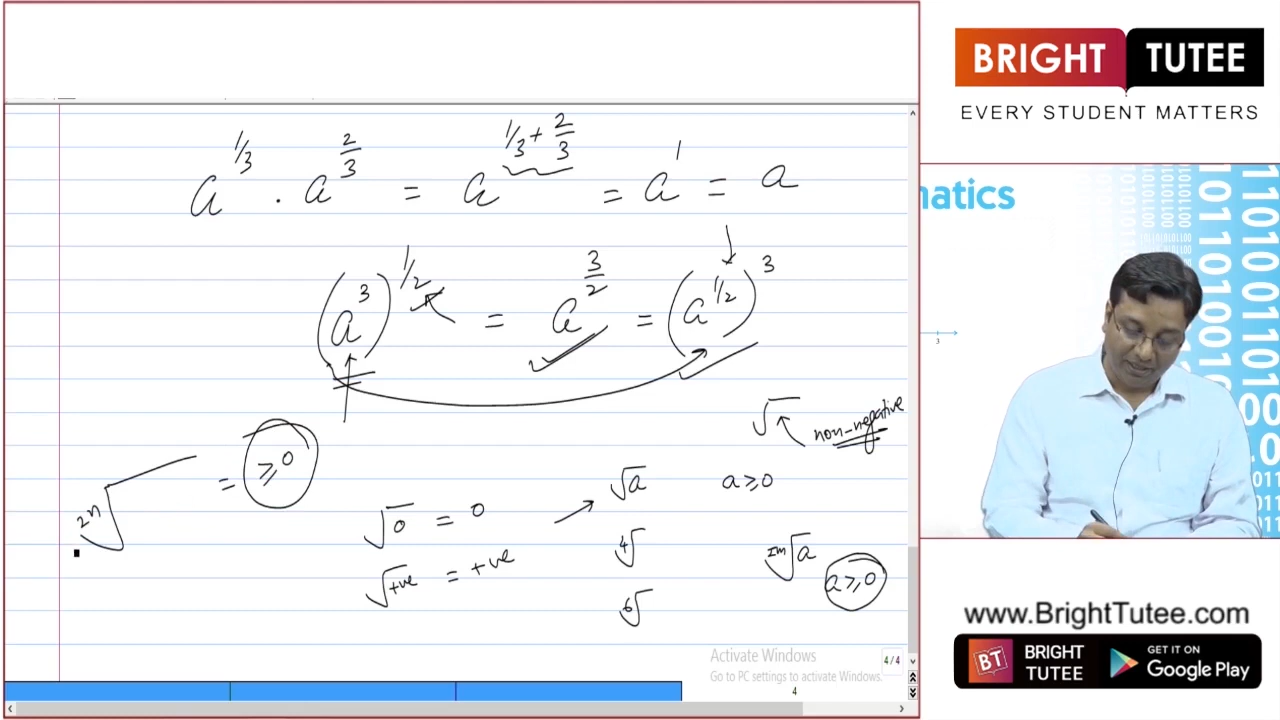 a^{1/3} · a^{2/3} = a^{1/3 + 2/3} = a^1 = a
(a^3)^{1/2} = a^{3/2} = (a^{1/2})^3
√ non-negative
2n√ = ≥0
√0 = 0
√+ve = +ve
√a a≥0
4√
6√
2m√a a≥0
Activate Windows
Go to PC settings to activate Windows.
4/4
4
BRIGHT TUTEE
EVERY STUDENT MATTERS
matics
3
www.BrightTutee.com
BT BRIGHT TUTEE
GET IT ON Google Play